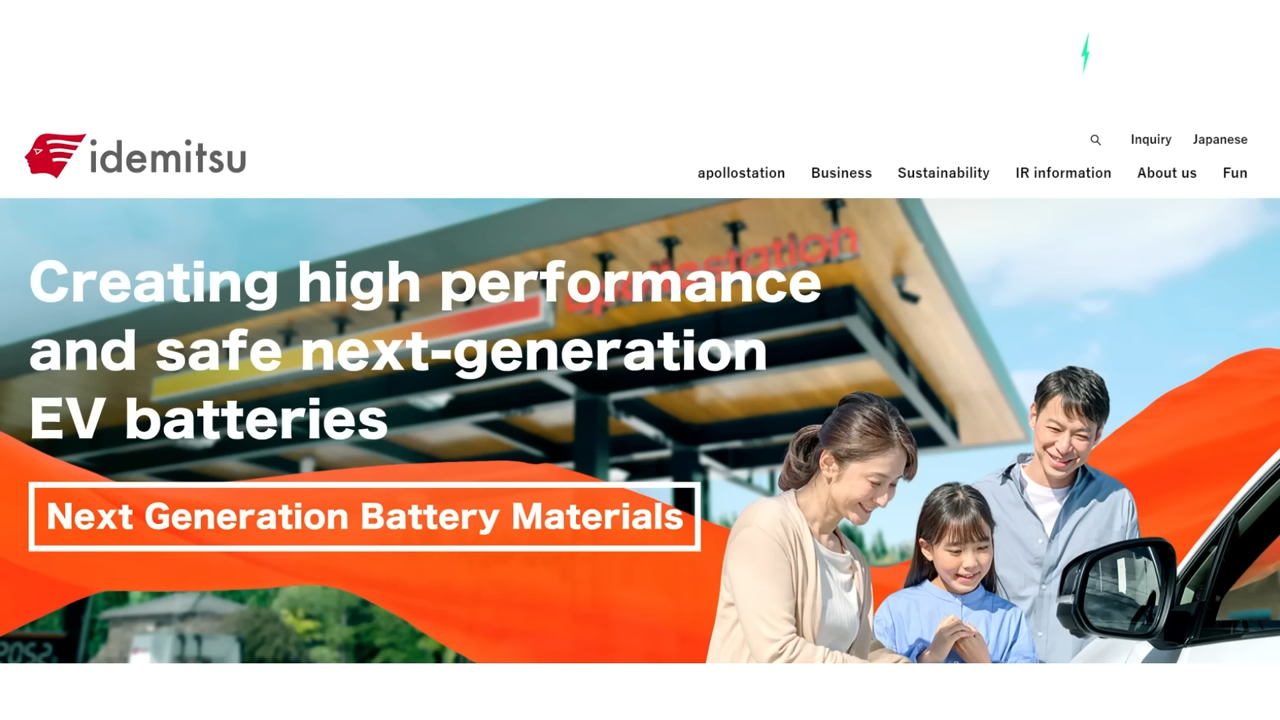 idemitsu
Inquiry Japanese
apollostation Business Sustainability IR information About us Fun
apollostation
Creating high performance
and safe next-generation
EV batteries
Next Generation Battery Materials